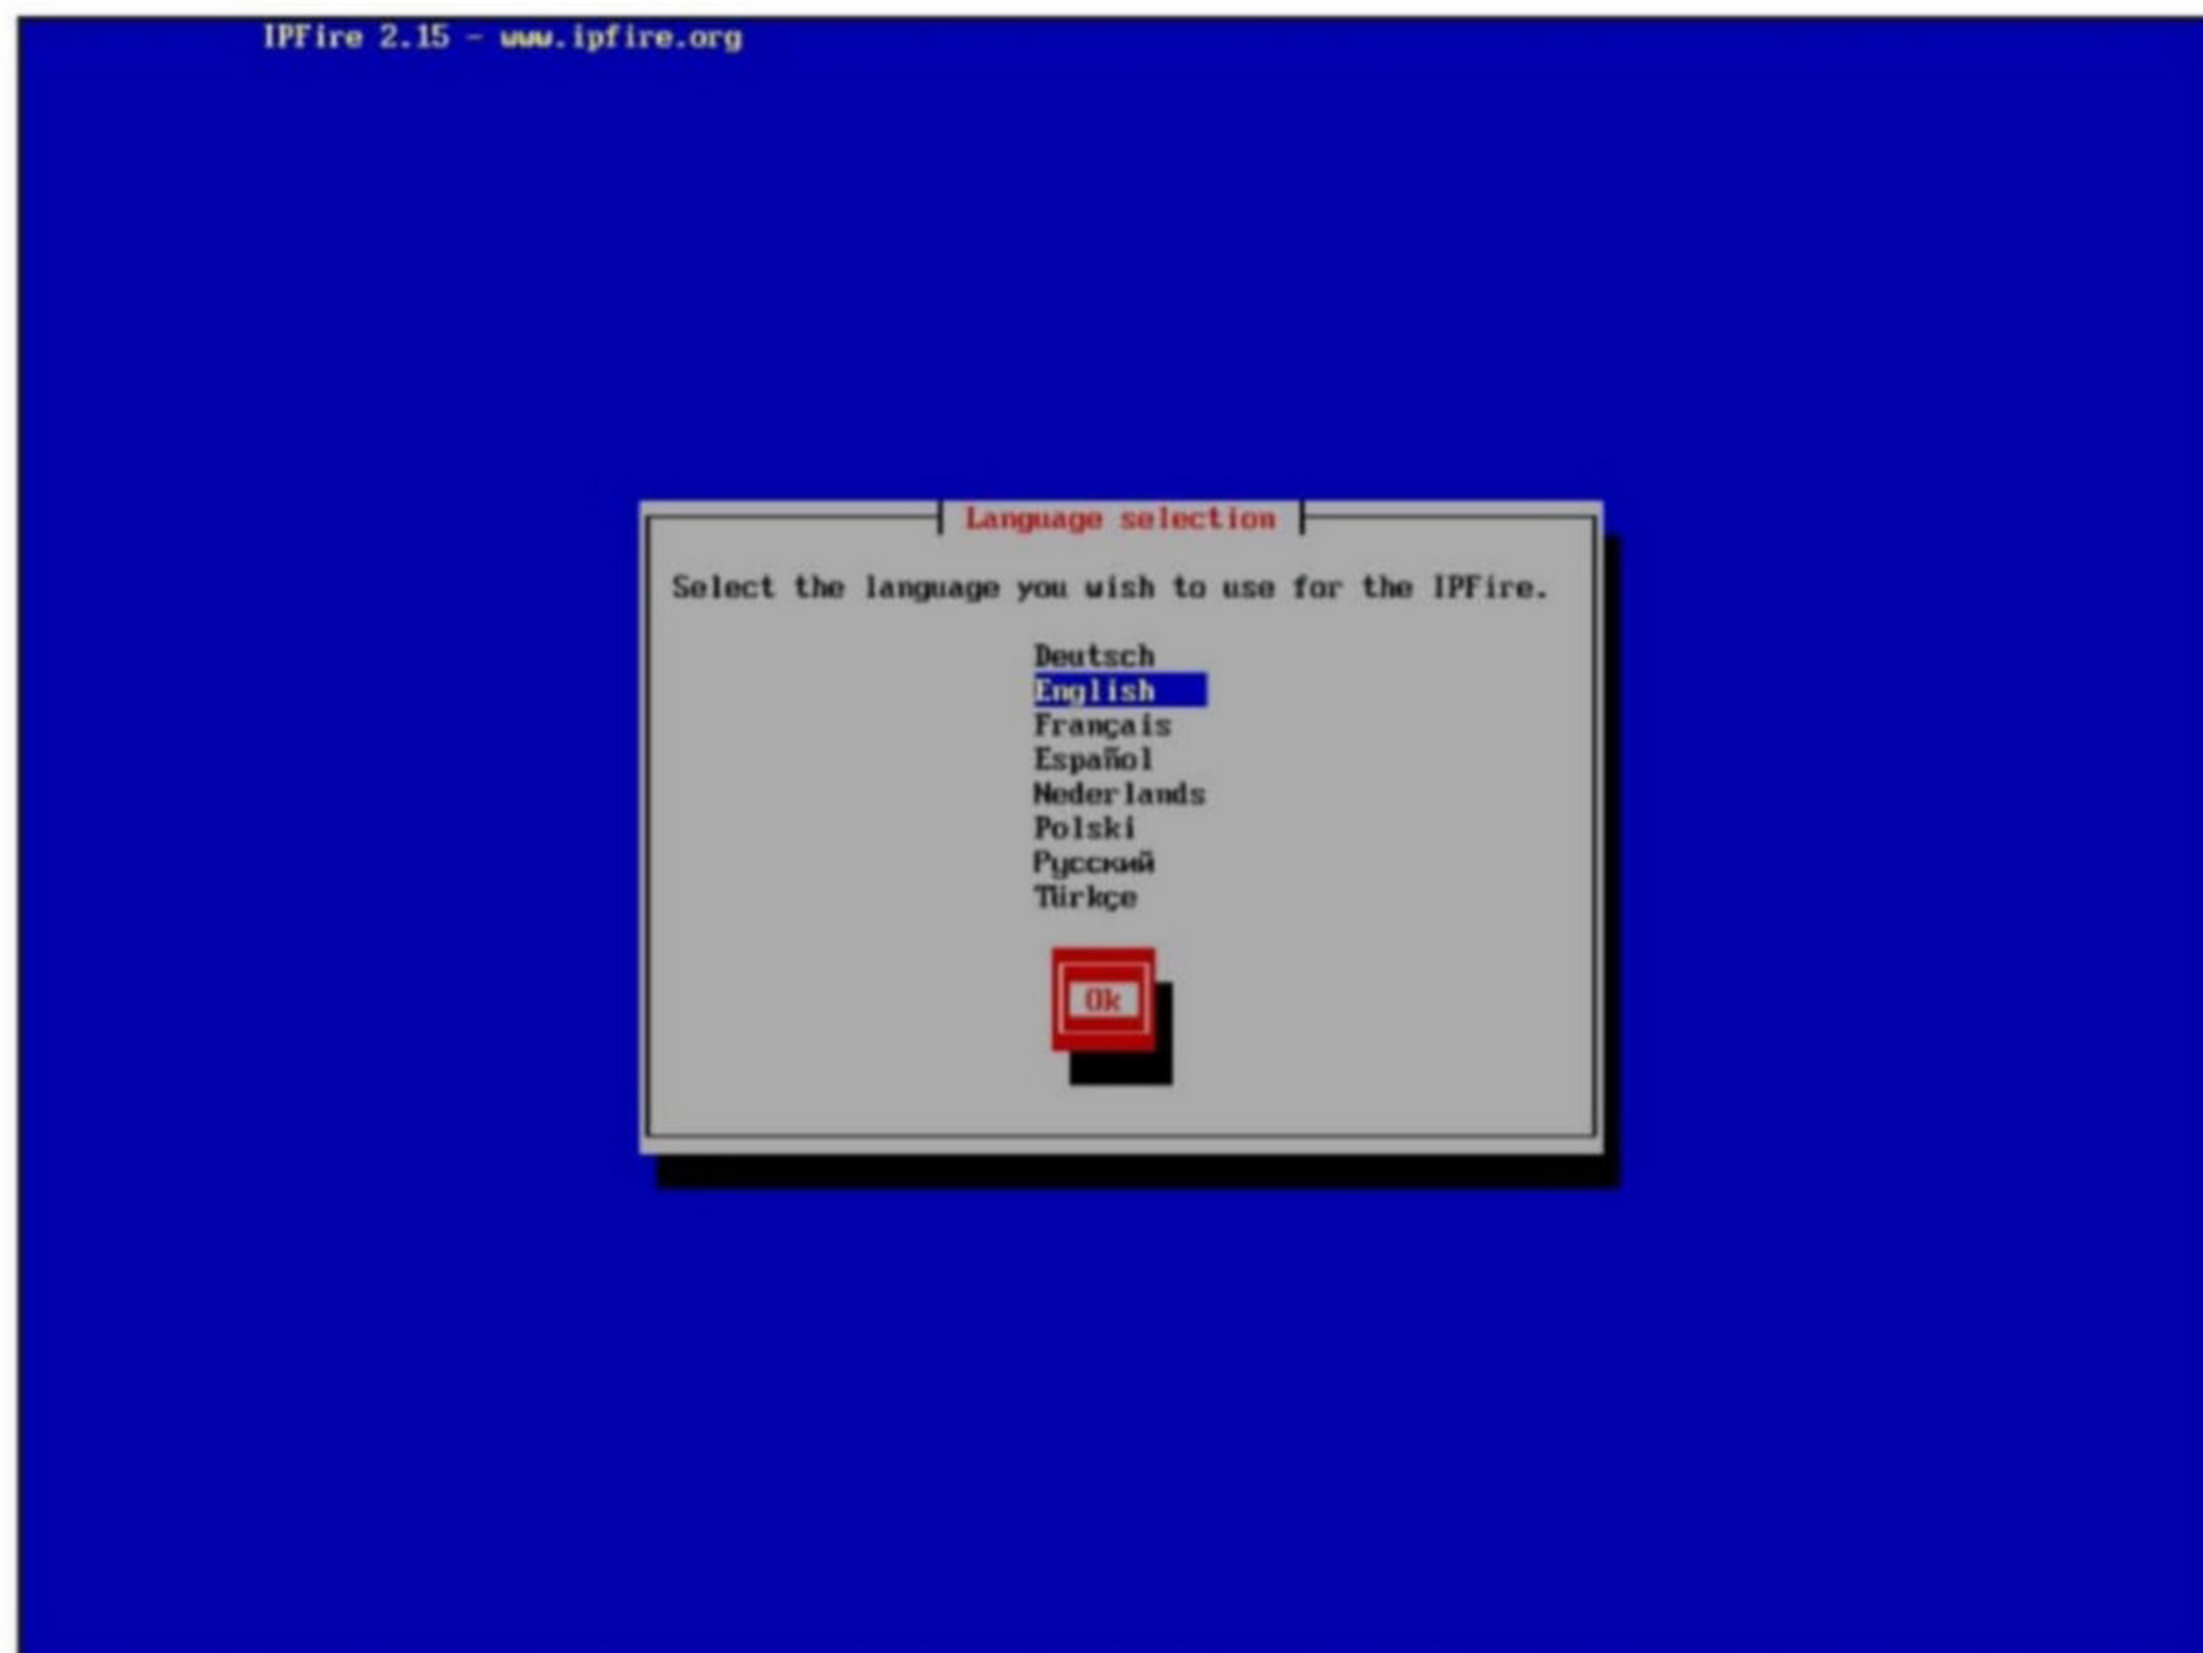 IPFire 2.15 - www.ipfire.org
Language selection
Select the language you wish to use for the IPFire.
Deutsch
English
Français
Español
Nederlands
Polski
Русский
Türkçe
Ok